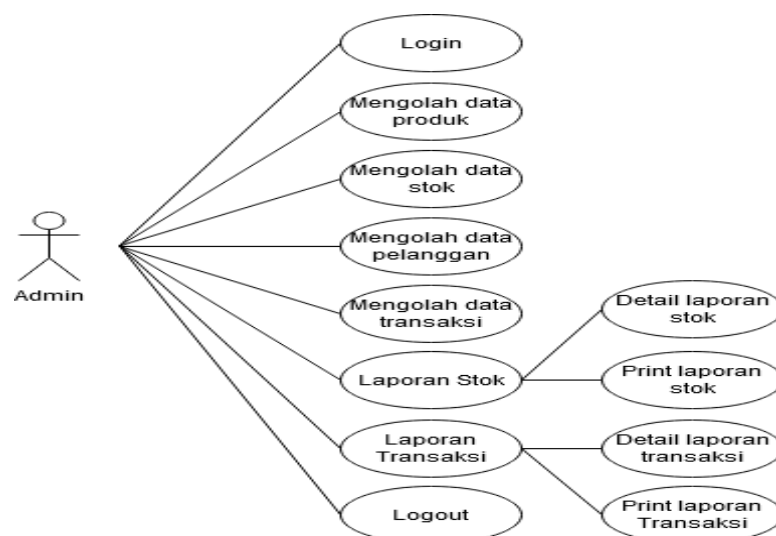 Login
Mengolah data
produk
Mengolah data
stok
Mengolah data
pelanggan
Admin
Mengolah data
transaksi
Detail laporan
stok
Laporan Stok
Print laporan
stok
Laporan
Transaksi
Detail laporan
transaksi
Logout
Print laporan
Transaksi